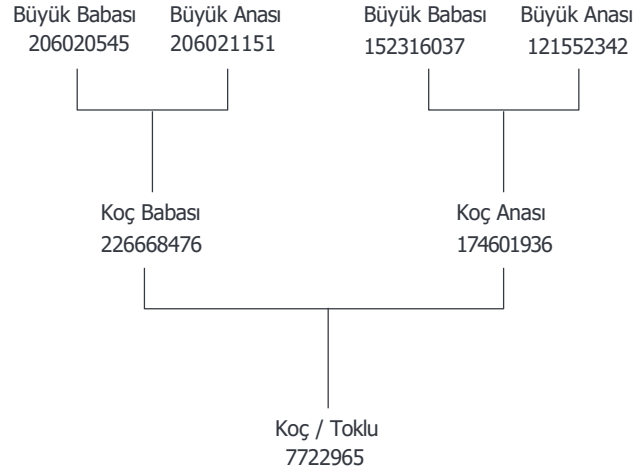 Büyük Babası
206020545
Büyük Anası
206021151
Büyük Babası
152316037
Büyük Anası
121552342
Koç Babası
226668476
Koç Anası
174601936
Koç / Toklu
7722965